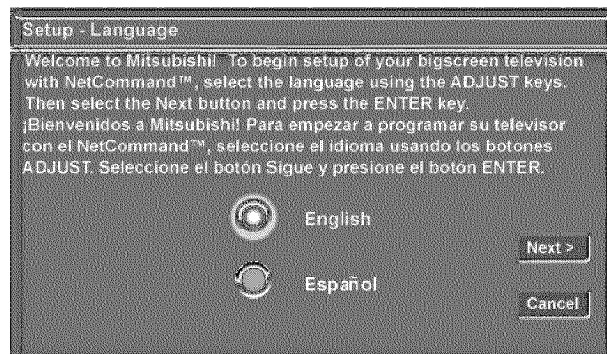 Setup - Language
Welcome to Mitsubishi! To begin setup of your bigscreen television
with NetCommand™, select the language using the ADJUST keys.
Then select the Next button and press the ENTER key.
¡Bienvenidos a Mitsubishi! Para empezar a programar su televisor
con el NetCommand™, seleccione el idioma usando los botones
ADJUST. Seleccione el botón Sigue y presione el botón ENTER.
English
Next >
Español
Cancel